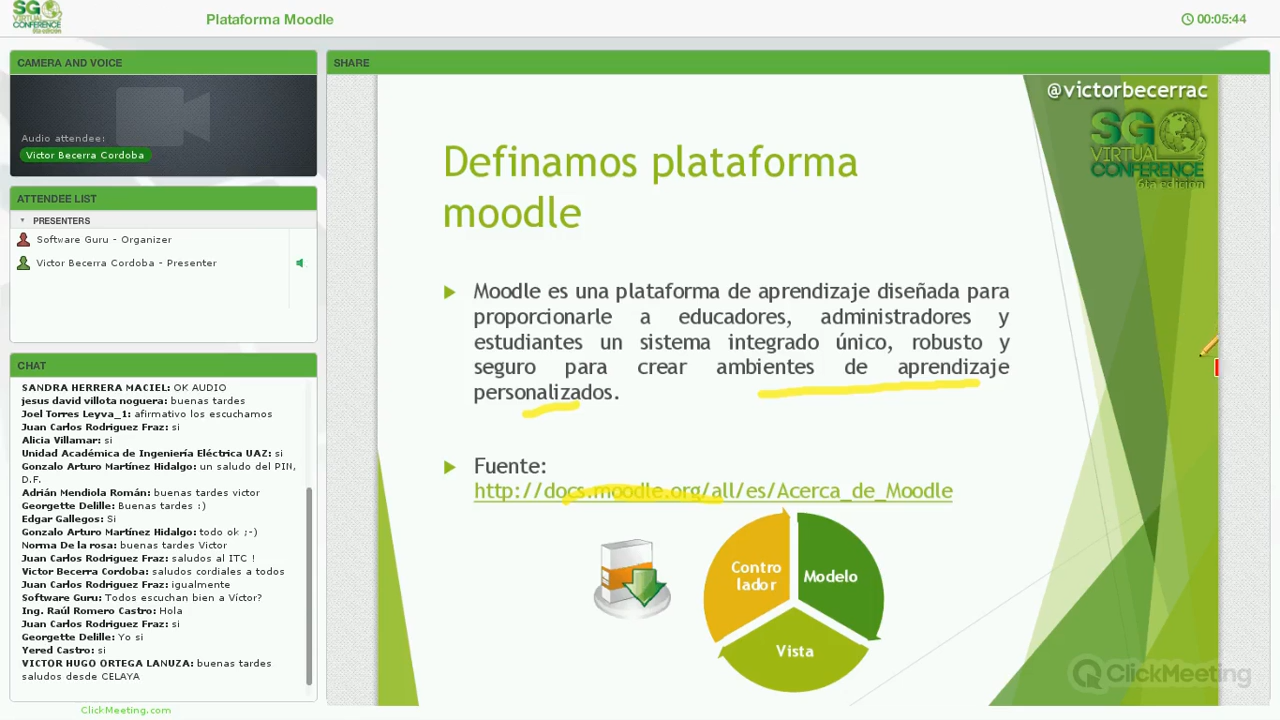 SG
VIRTUAL
CONFERENCE
6ta edición
Plataforma Moodle
00:05:44
CAMERA AND VOICE
Audio attendee:
Victor Becerra Cordoba
ATTENDEE LIST
PRESENTERS
Software Guru - Organizer
Victor Becerra Cordoba - Presenter
CHAT
SANDRA HERRERA MACIEL: OK AUDIO
jesus david villota noguera: buenas tardes
Joel Torres Leyva_1: afirmativo los escuchamos
Juan Carlos Rodriguez Fraz: si
Alicia Villamar: si
Unidad Académica de Ingeniería Eléctrica UAZ: si
Gonzalo Arturo Martínez Hidalgo: un saludo del PIN,
D.F.
Adrián Mendiola Román: buenas tardes victor
Georgette Delille: Buenas tardes :)
Edgar Gallegos: Si
Gonzalo Arturo Martínez Hidalgo: todo ok ;-)
Norma De la rosa: buenas tardes Victor
Juan Carlos Rodriguez Fraz: saludos al ITC !
Victor Becerra Cordoba: saludos cordiales a todos
Juan Carlos Rodriguez Fraz: igualmente
Software Guru: Todos escuchan bien a Víctor?
Ing. Raúl Romero Castro: Hola
Juan Carlos Rodriguez Fraz: si
Georgette Delille: Yo si
Yered Castro: si
VICTOR HUGO ORTEGA LANUZA: buenas tardes
saludos desde CELAYA
ClickMeeting.com
SHARE
@victorbecerrac
SG
VIRTUAL
CONFERENCE
6ta edición
Definamos plataforma
moodle
Moodle es una plataforma de aprendizaje diseñada para
proporcionarle a educadores, administradores y
estudiantes un sistema integrado único, robusto y
seguro para crear ambientes de aprendizaje
personalizados.
Fuente:
http://docs.moodle.org/all/es/Acerca_de_Moodle
Contro
lador
Modelo
Vista
ClickMeeting